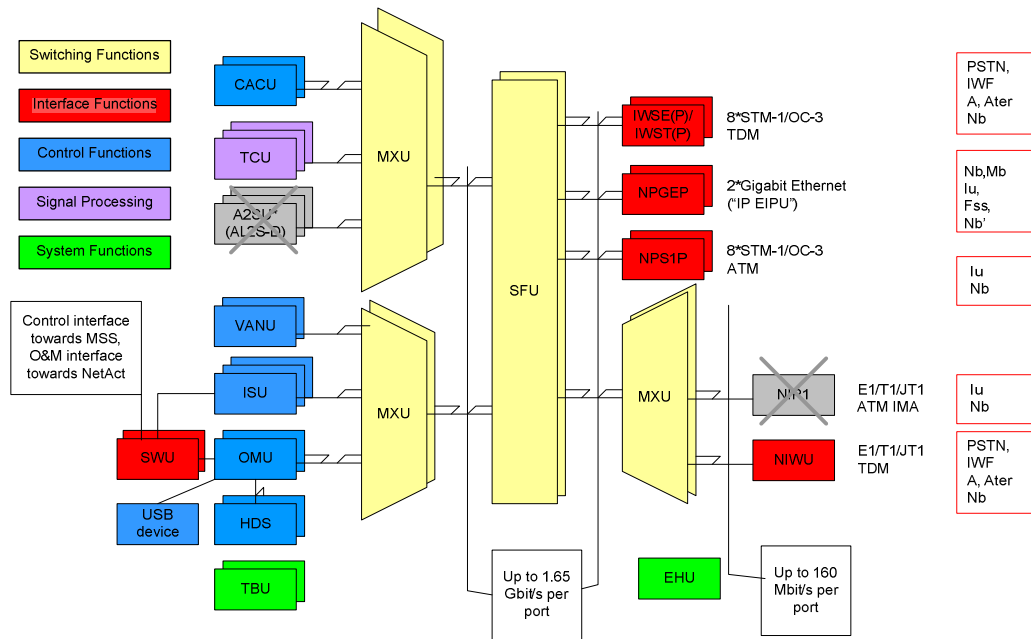 Switching Functions
Interface Functions
Control Functions
Signal Processing
System Functions
CACU
TCU
A2SU*
(AL2S-D)
MXU
SFU
IWSE(P)/
IWST(P)
8*STM-1/OC-3
TDM
NPGEP
2*Gigabit Ethernet
("IP EIPU")
NPS1P
8*STM-1/OC-3
ATM
PSTN,
IWF
A, Ater
Nb
Nb,Mb
Iu,
Fss,
Nb'
Iu
Nb
Control interface
towards MSS,
O&M interface
towards NetAct
VANU
ISU
MXU
SWU
OMU
USB
device
HDS
TBU
MXU
NIP1
E1/T1/JT1
ATM IMA
Iu
Nb
NIWU
E1/T1/JT1
TDM
PSTN,
IWF
A, Ater
Nb
Up to 1.65
Gbit/s per
port
EHU
Up to 160
Mbit/s per
port